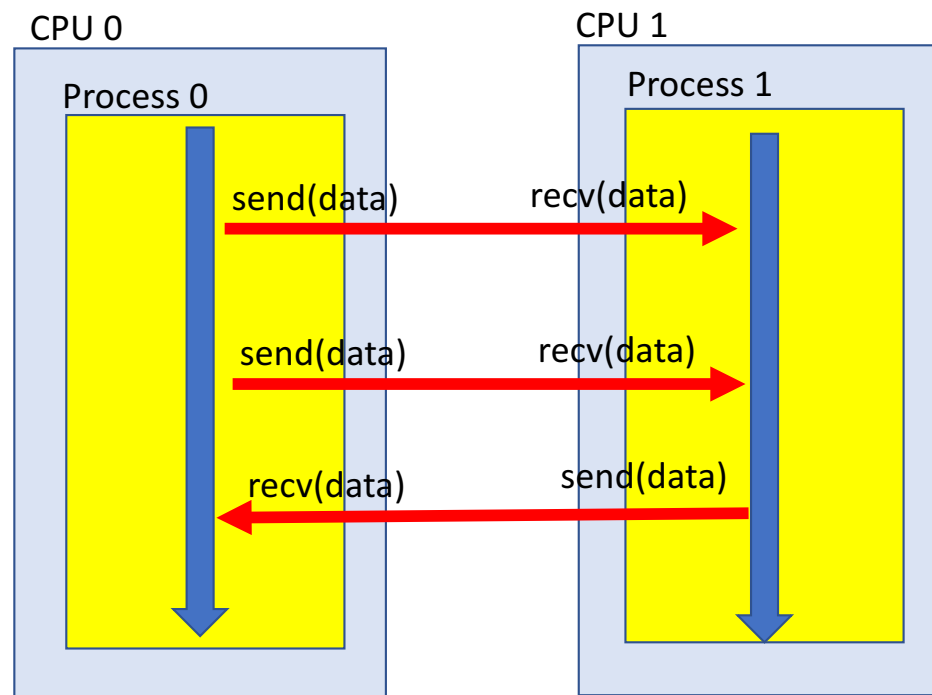 CPU 0
CPU 1
Process 0
Process 1
send(data)
recv(data)
send(data)
recv(data)
recv(data)
send(data)